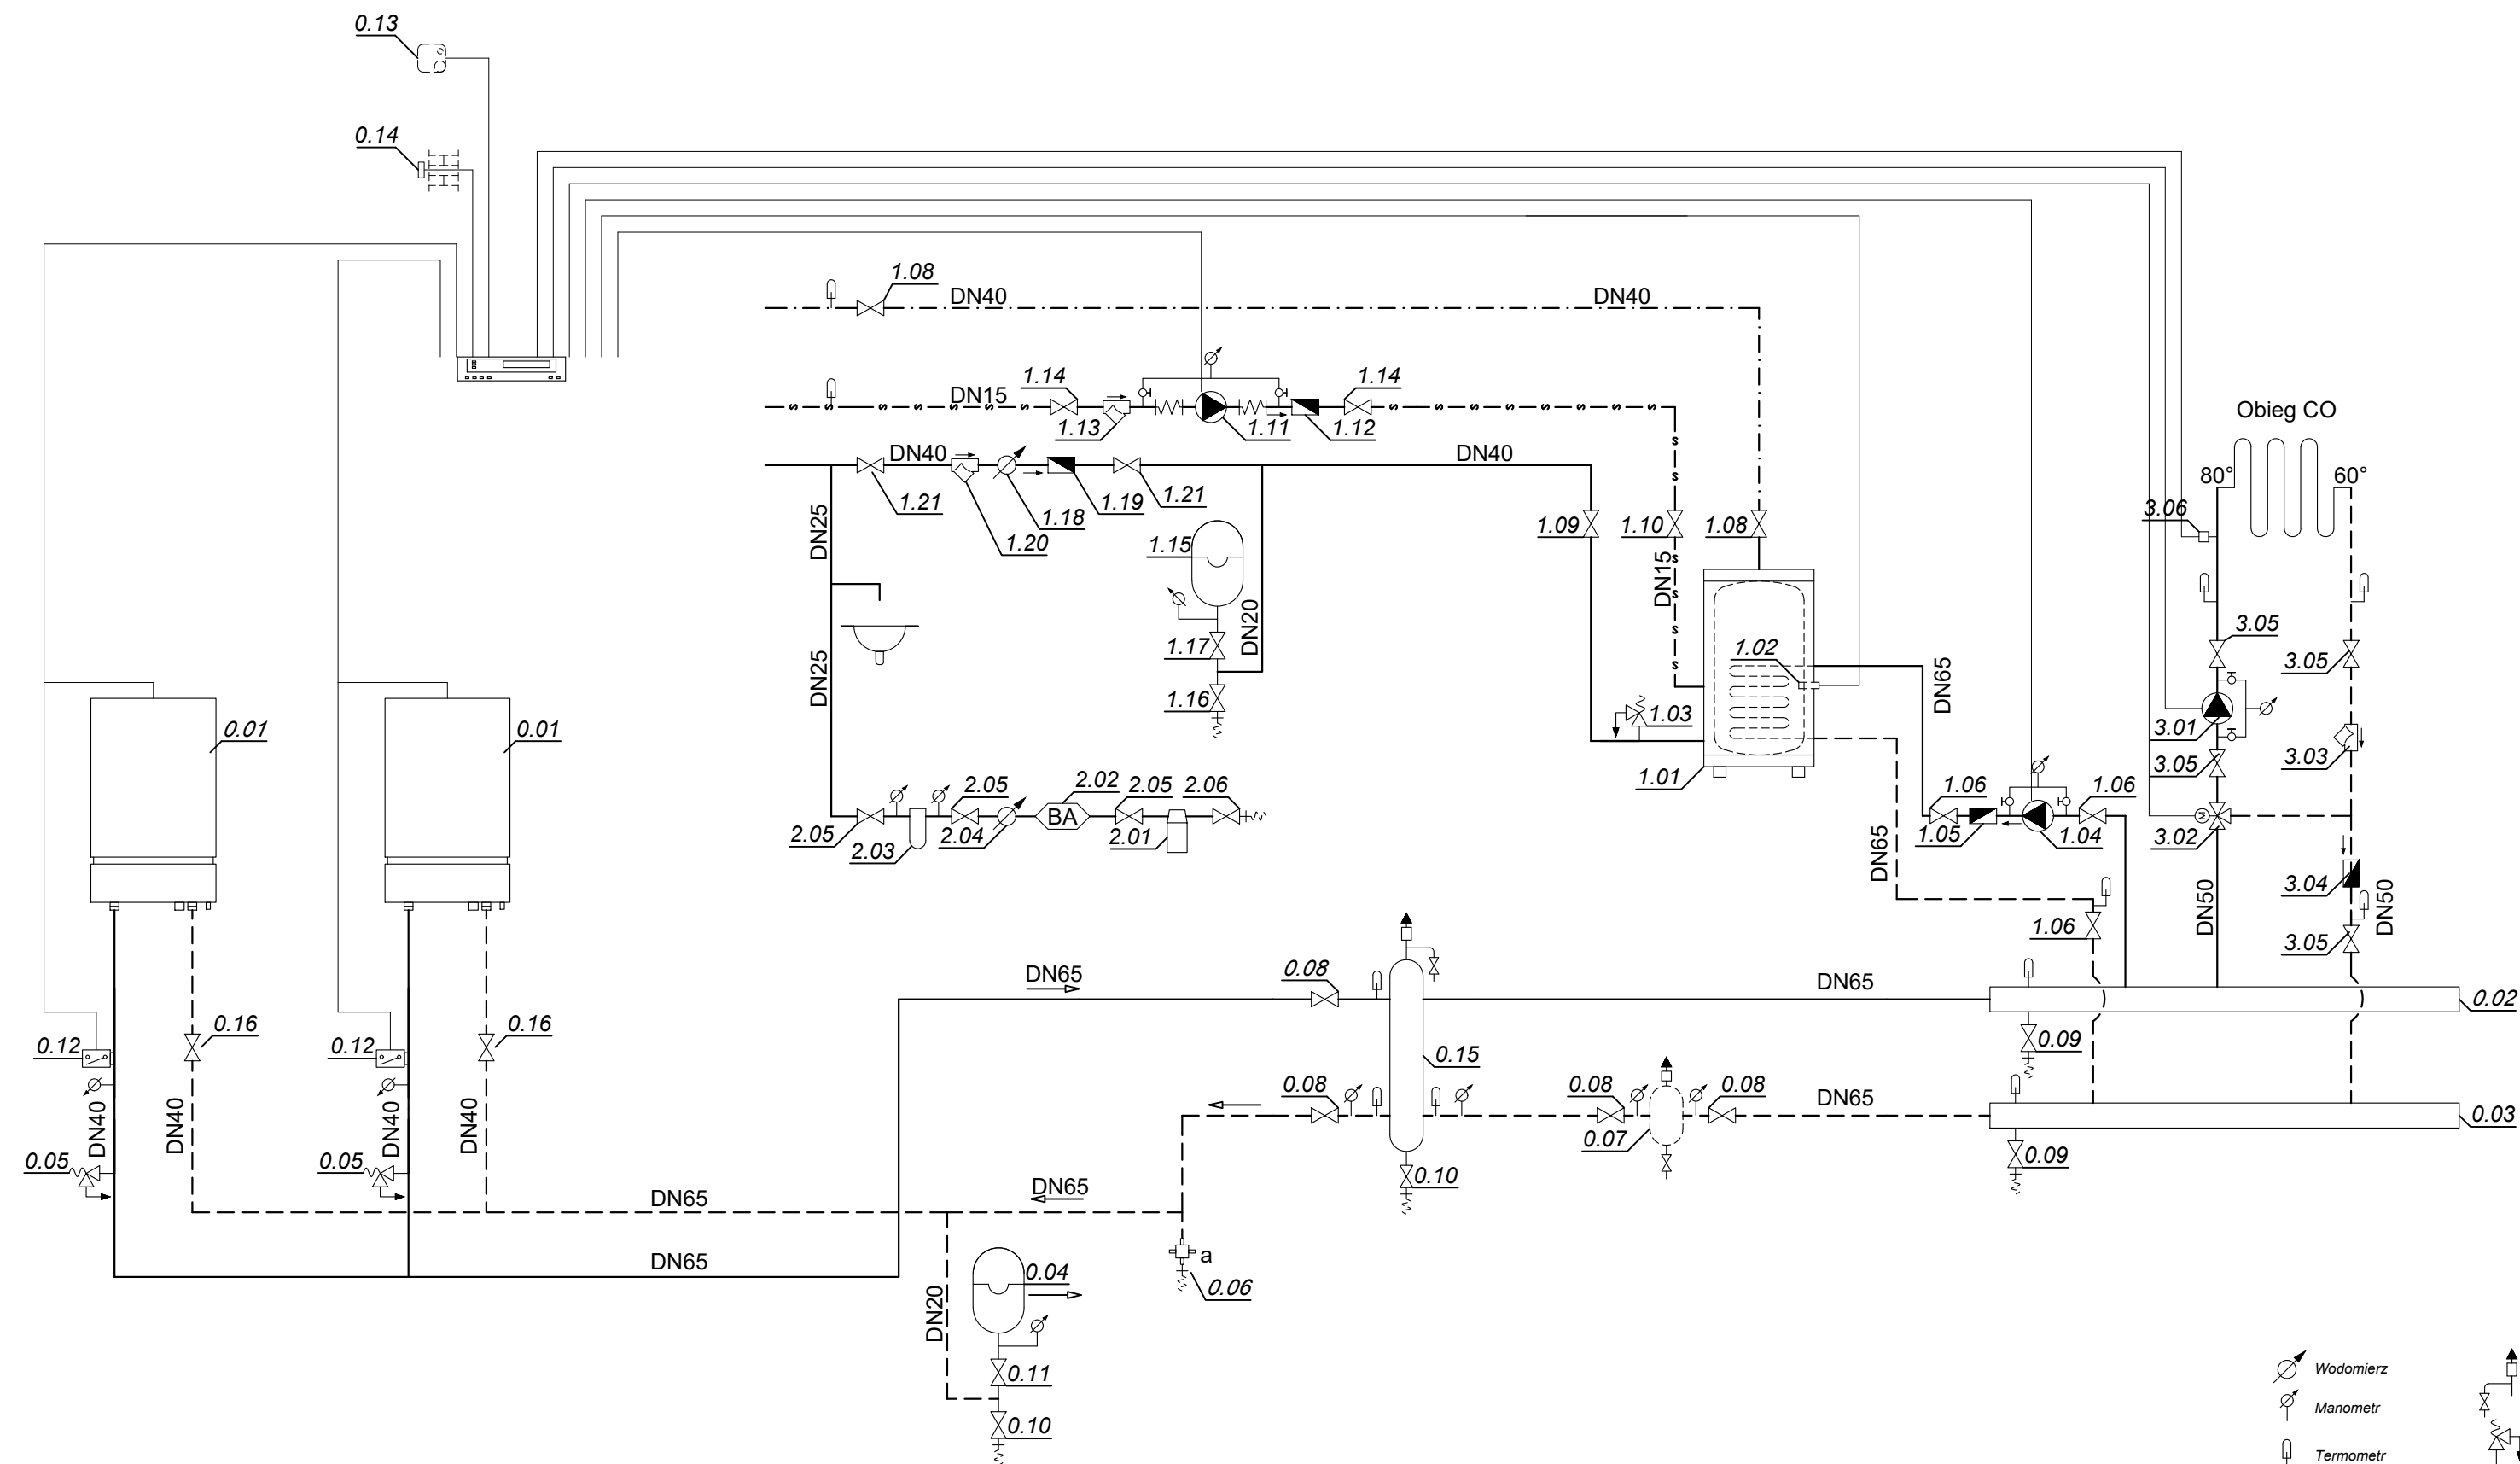 0.13
0.14
1.08
DN40
DN40
1.14
DN15
1.14
1.13
1.11
1.12
Obieg CO
DN40
DN40
80°
60°
1.21
1.18
1.19
1.21
1.20
DN25
1.15
1.09
1.10
1.08
3.06
DN15
DN20
1.17
1.16
DN25
1.02
1.03
DN65
3.05
3.05
0.01
0.01
3.01
3.05
3.03
1.01
2.05
2.02
2.05
2.06
1.06
1.06
BA
2.05
2.03
2.04
2.01
1.05
1.04
M
3.02
DN65
3.04
DN50
DN50
1.06
3.05
DN65
0.08
DN65
0.02
0.16
0.16
0.12
0.12
0.15
0.09
DN40
DN40
DN40
DN40
0.08
0.08
0.08
DN65
0.03
0.07
0.09
0.05
0.05
0.10
DN65
DN65
a
DN65
0.04
0.06
DN20
0.11
0.10
Wodomierz
Manometr
Termometr